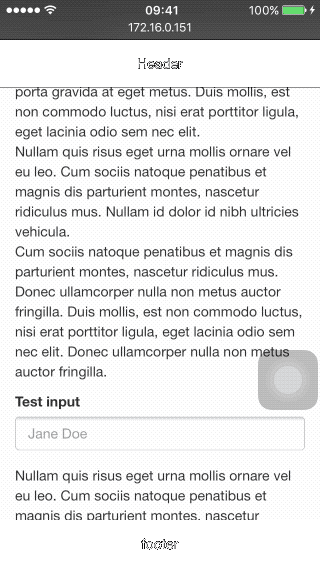 09:41
100%
172.16.0.151
Header
porta gravida at eget metus. Duis mollis, est
non commodo luctus, nisi erat porttitor ligula,
eget lacinia odio sem nec elit.
Nullam quis risus eget urna mollis ornare vel
eu leo. Cum sociis natoque penatibus et
magnis dis parturient montes, nascetur
ridiculus mus. Nullam id dolor id nibh ultricies
vehicula.
Cum sociis natoque penatibus et magnis dis
parturient montes, nascetur ridiculus mus.
Donec ullamcorper nulla non metus auctor
fringilla. Duis mollis, est non commodo luctus,
nisi erat porttitor ligula, eget lacinia odio sem
nec elit. Donec ullamcorper nulla non metus
auctor fringilla.
Test input
Jane Doe
Nullam quis risus eget urna mollis ornare vel
eu leo. Cum sociis natoque penatibus et
magnis dis parturient montes, nascetur
footer